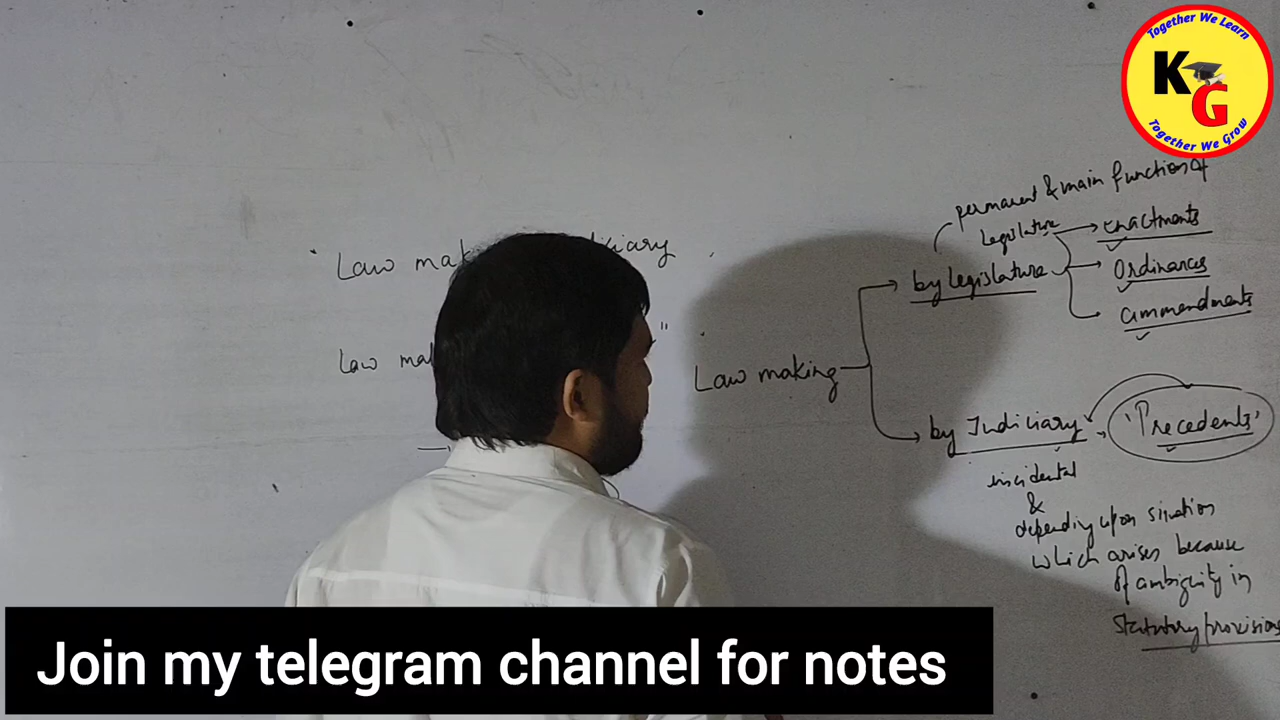 Together We Learn
K G
Together We Grow
permanent & main function of
Legislature
Law mak
diciary
by legislature
Enactments
Ordinances
Ammendments
Law mak
"
Law making
by Judiciary
'Precedents'
incidental
&
depending upon situation
which arises because
of ambiguity in
Statutory provisions
Join my telegram channel for notes